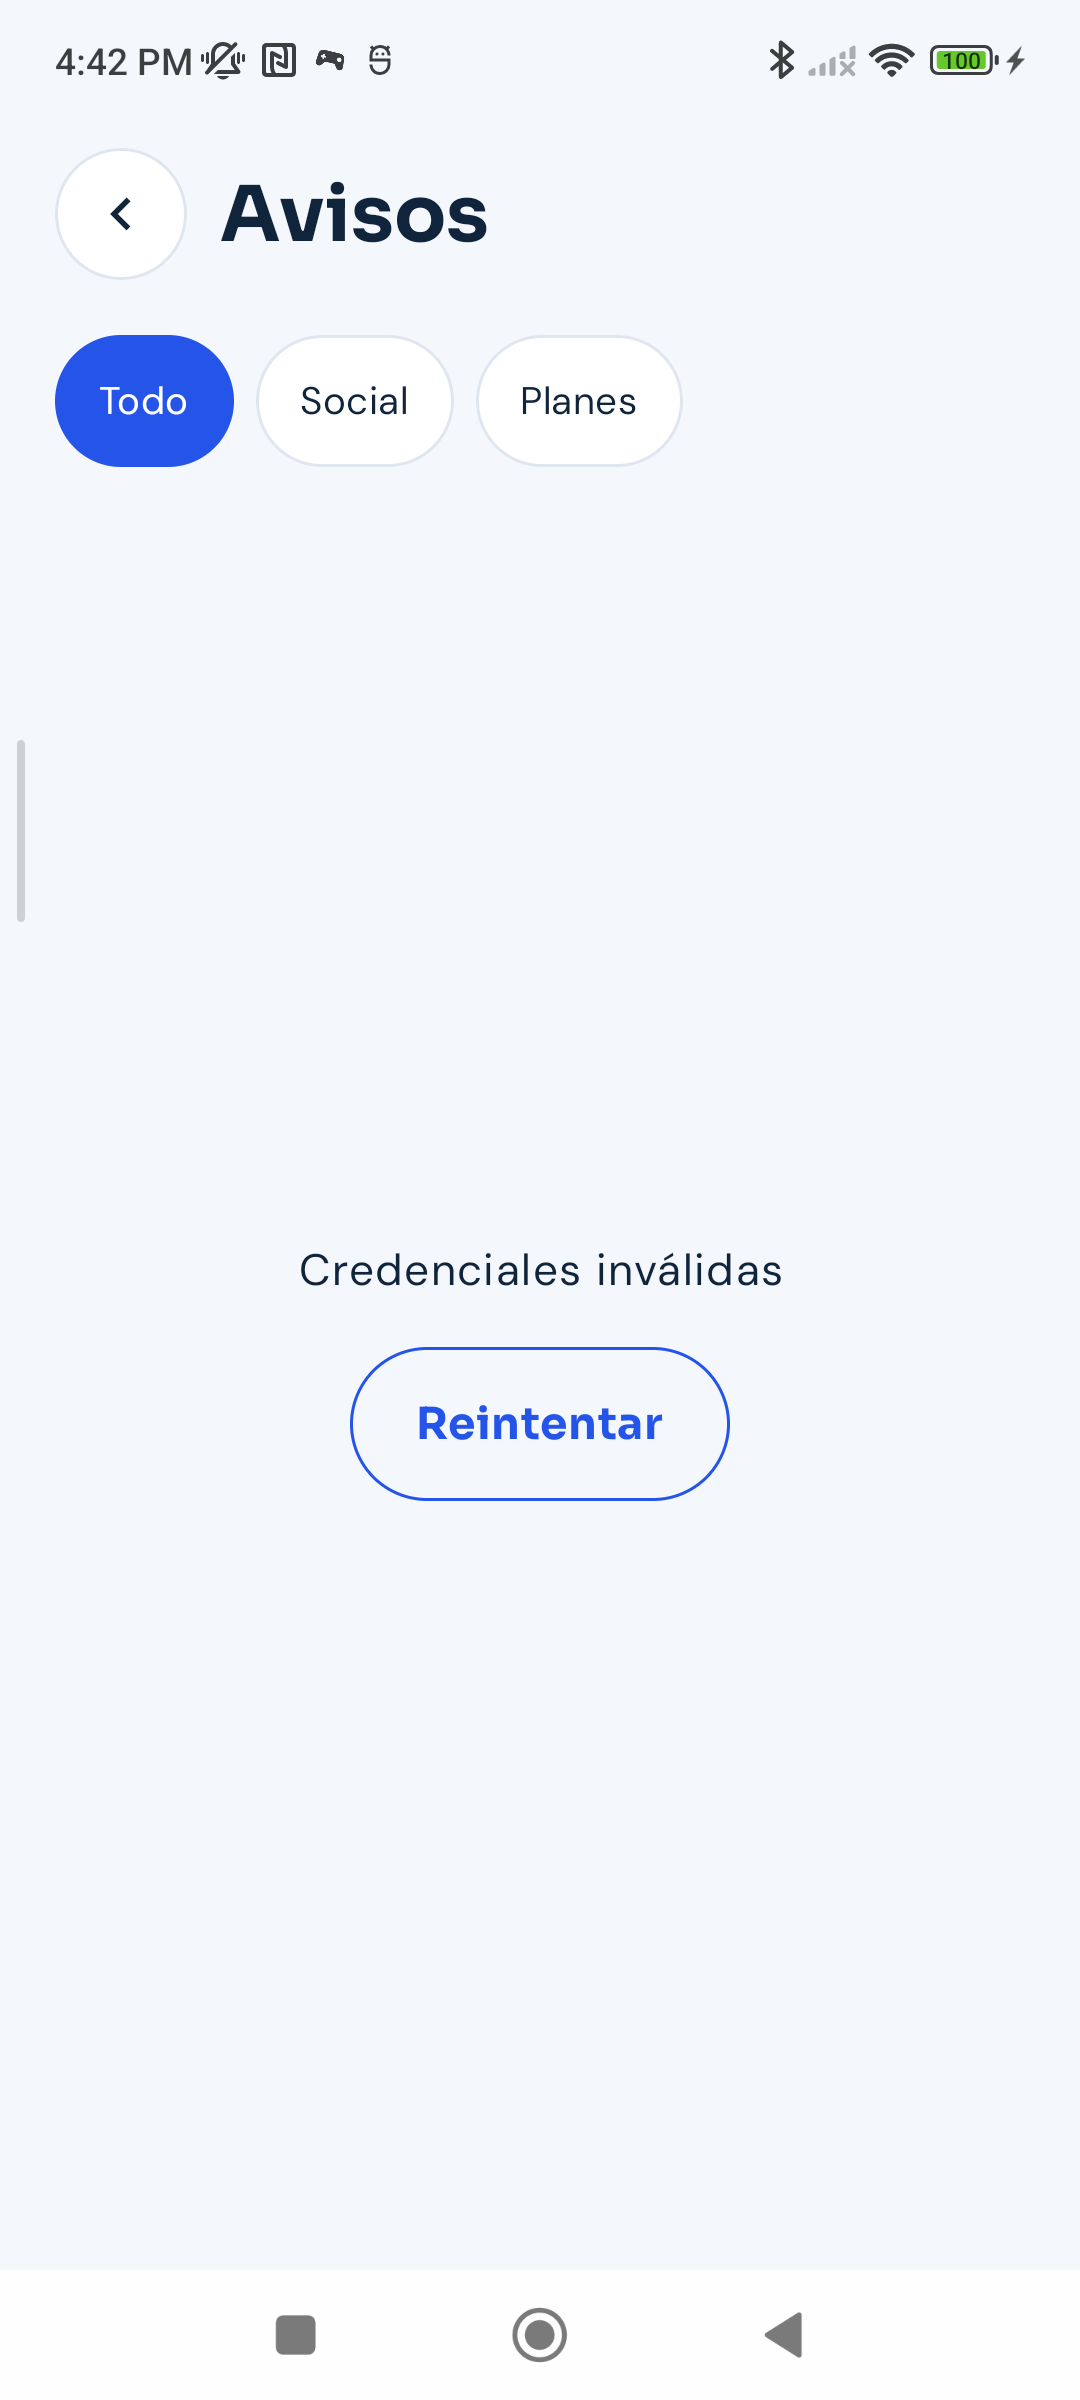 4:42 PM
100
Avisos
Todo
Social
Planes
Credenciales inválidas
Reintentar